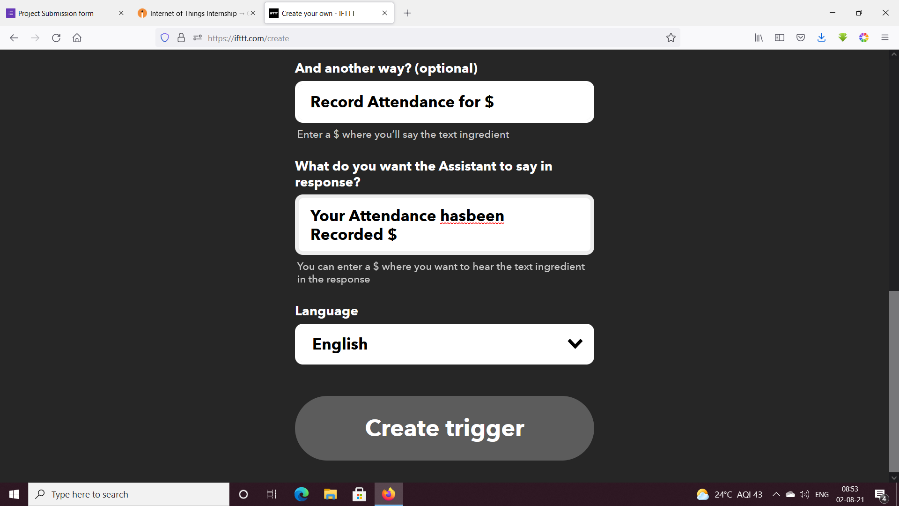 Project Submission form
Internet of Things Internship
Create your own - IFTTT
https://ifttt.com/create
And another way? (optional)
Record Attendance for $
Enter a $ where you'll say the text ingredient
What do you want the Assistant to say in
response?
Your Attendance hasbeen
Recorded $
You can enter a $ where you want to hear the text ingredient
in the response
Language
English
Create trigger
Type here to search
24°C AQI 43
ENG
08:53
02-08-21
4